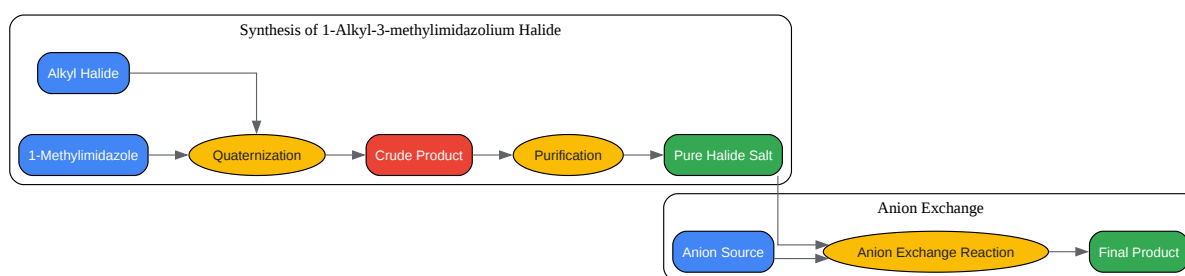 Synthesis of 1-Alkyl-3-methylimidazolium Halide
Alkyl Halide
1-Methylimidazole
Quaternization
Crude Product
Purification
Pure Halide Salt
Anion Exchange
Anion Source
Anion Exchange Reaction
Final Product